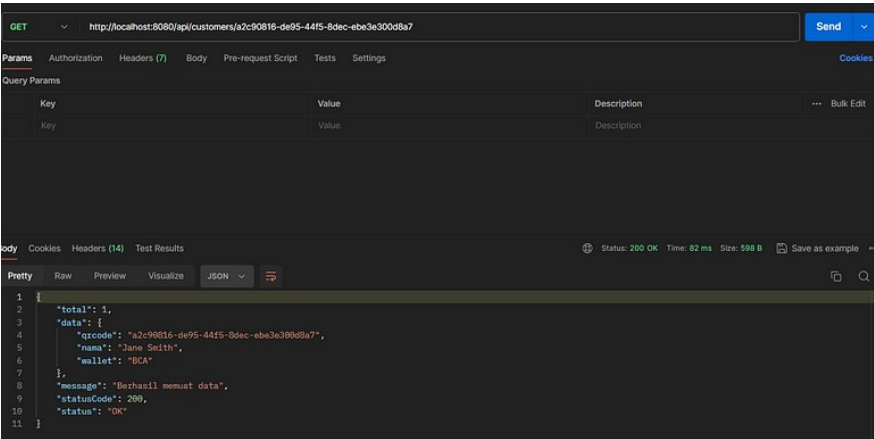 GET http://localhost:8080/api/customers/a2c90816-de95-44f5-8dec-ebe3e300d8a7 Send
Params Authorization Headers (7) Body Pre-request Script Tests Settings Cookies
Query Params
Key Value Description ••• Bulk Edit
Key Value Description
Body Cookies Headers (14) Test Results Status: 200 OK Time: 82 ms Size: 598 B Save as example
Pretty Raw Preview Visualize JSON
1 {
2 "total": 1,
3 "data": {
4 "qrcode": "a2c90816-de95-44f5-8dec-ebe3e300d8a7",
5 "nama": "Jane Smith",
6 "wallet": "BCA"
7 },
8 "message": "Berhasil memuat data",
9 "statusCode": 200,
10 "status": "OK"
11 }